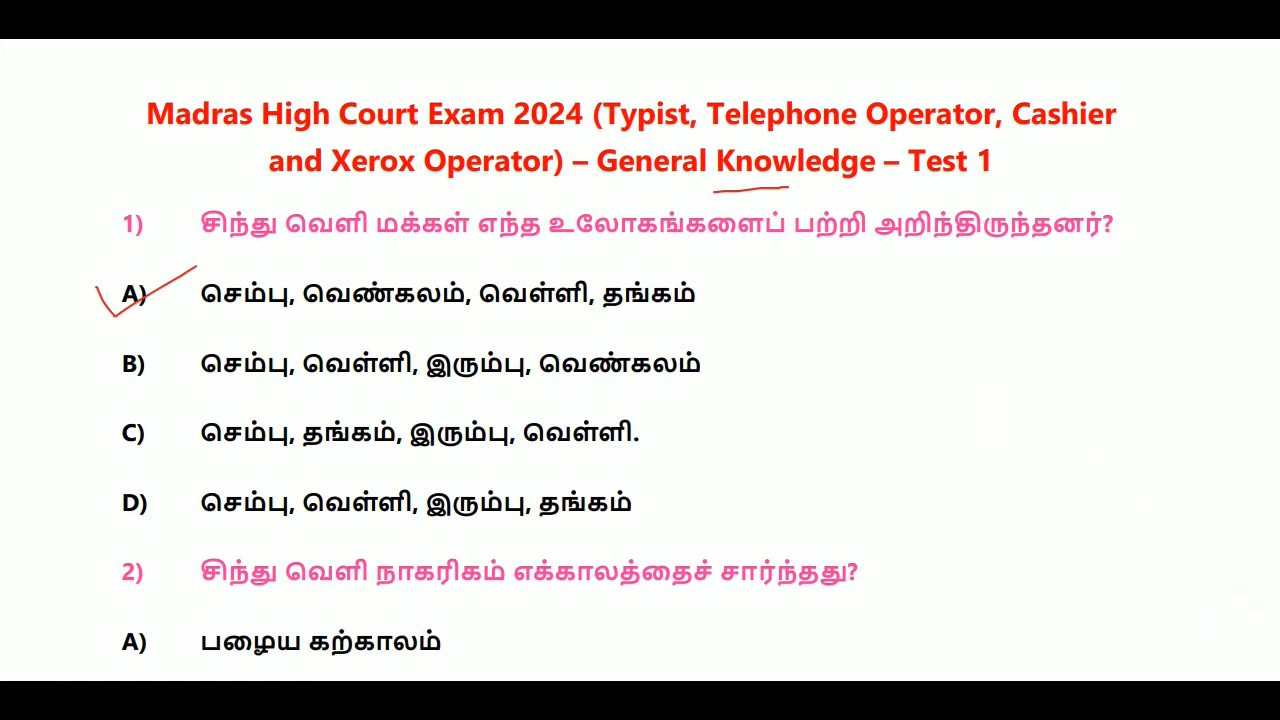 Madras High Court Exam 2024 (Typist, Telephone Operator, Cashier
and Xerox Operator) – General Knowledge – Test 1
1) சிந்து வெளி மக்கள் எந்த உலோகங்களைப் பற்றி அறிந்திருந்தனர்?
A) செம்பு, வெண்கலம், வெள்ளி, தங்கம்
B) செம்பு, வெள்ளி, இரும்பு, வெண்கலம்
C) செம்பு, தங்கம், இரும்பு, வெள்ளி.
D) செம்பு, வெள்ளி, இரும்பு, தங்கம்
2) சிந்து வெளி நாகரிகம் எக்காலத்தைச் சார்ந்தது?
A) பழைய கற்காலம்